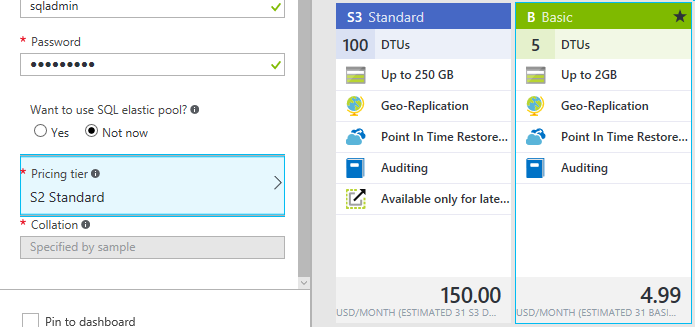 sqladmin
* Password
•••••••••
Want to use SQL elastic pool?
Yes
Not now
* Pricing tier
S2 Standard
* Collation
Specified by sample
Pin to dashboard
S3 Standard
100 DTUs
Up to 250 GB
Geo-Replication
Point In Time Restore...
Auditing
Available only for late...
150.00
USD/MONTH (ESTIMATED 31 S3 D...
B Basic
5 DTUs
Up to 2GB
Geo-Replication
Point In Time Restore...
Auditing
4.99
USD/MONTH (ESTIMATED 31 BASI...